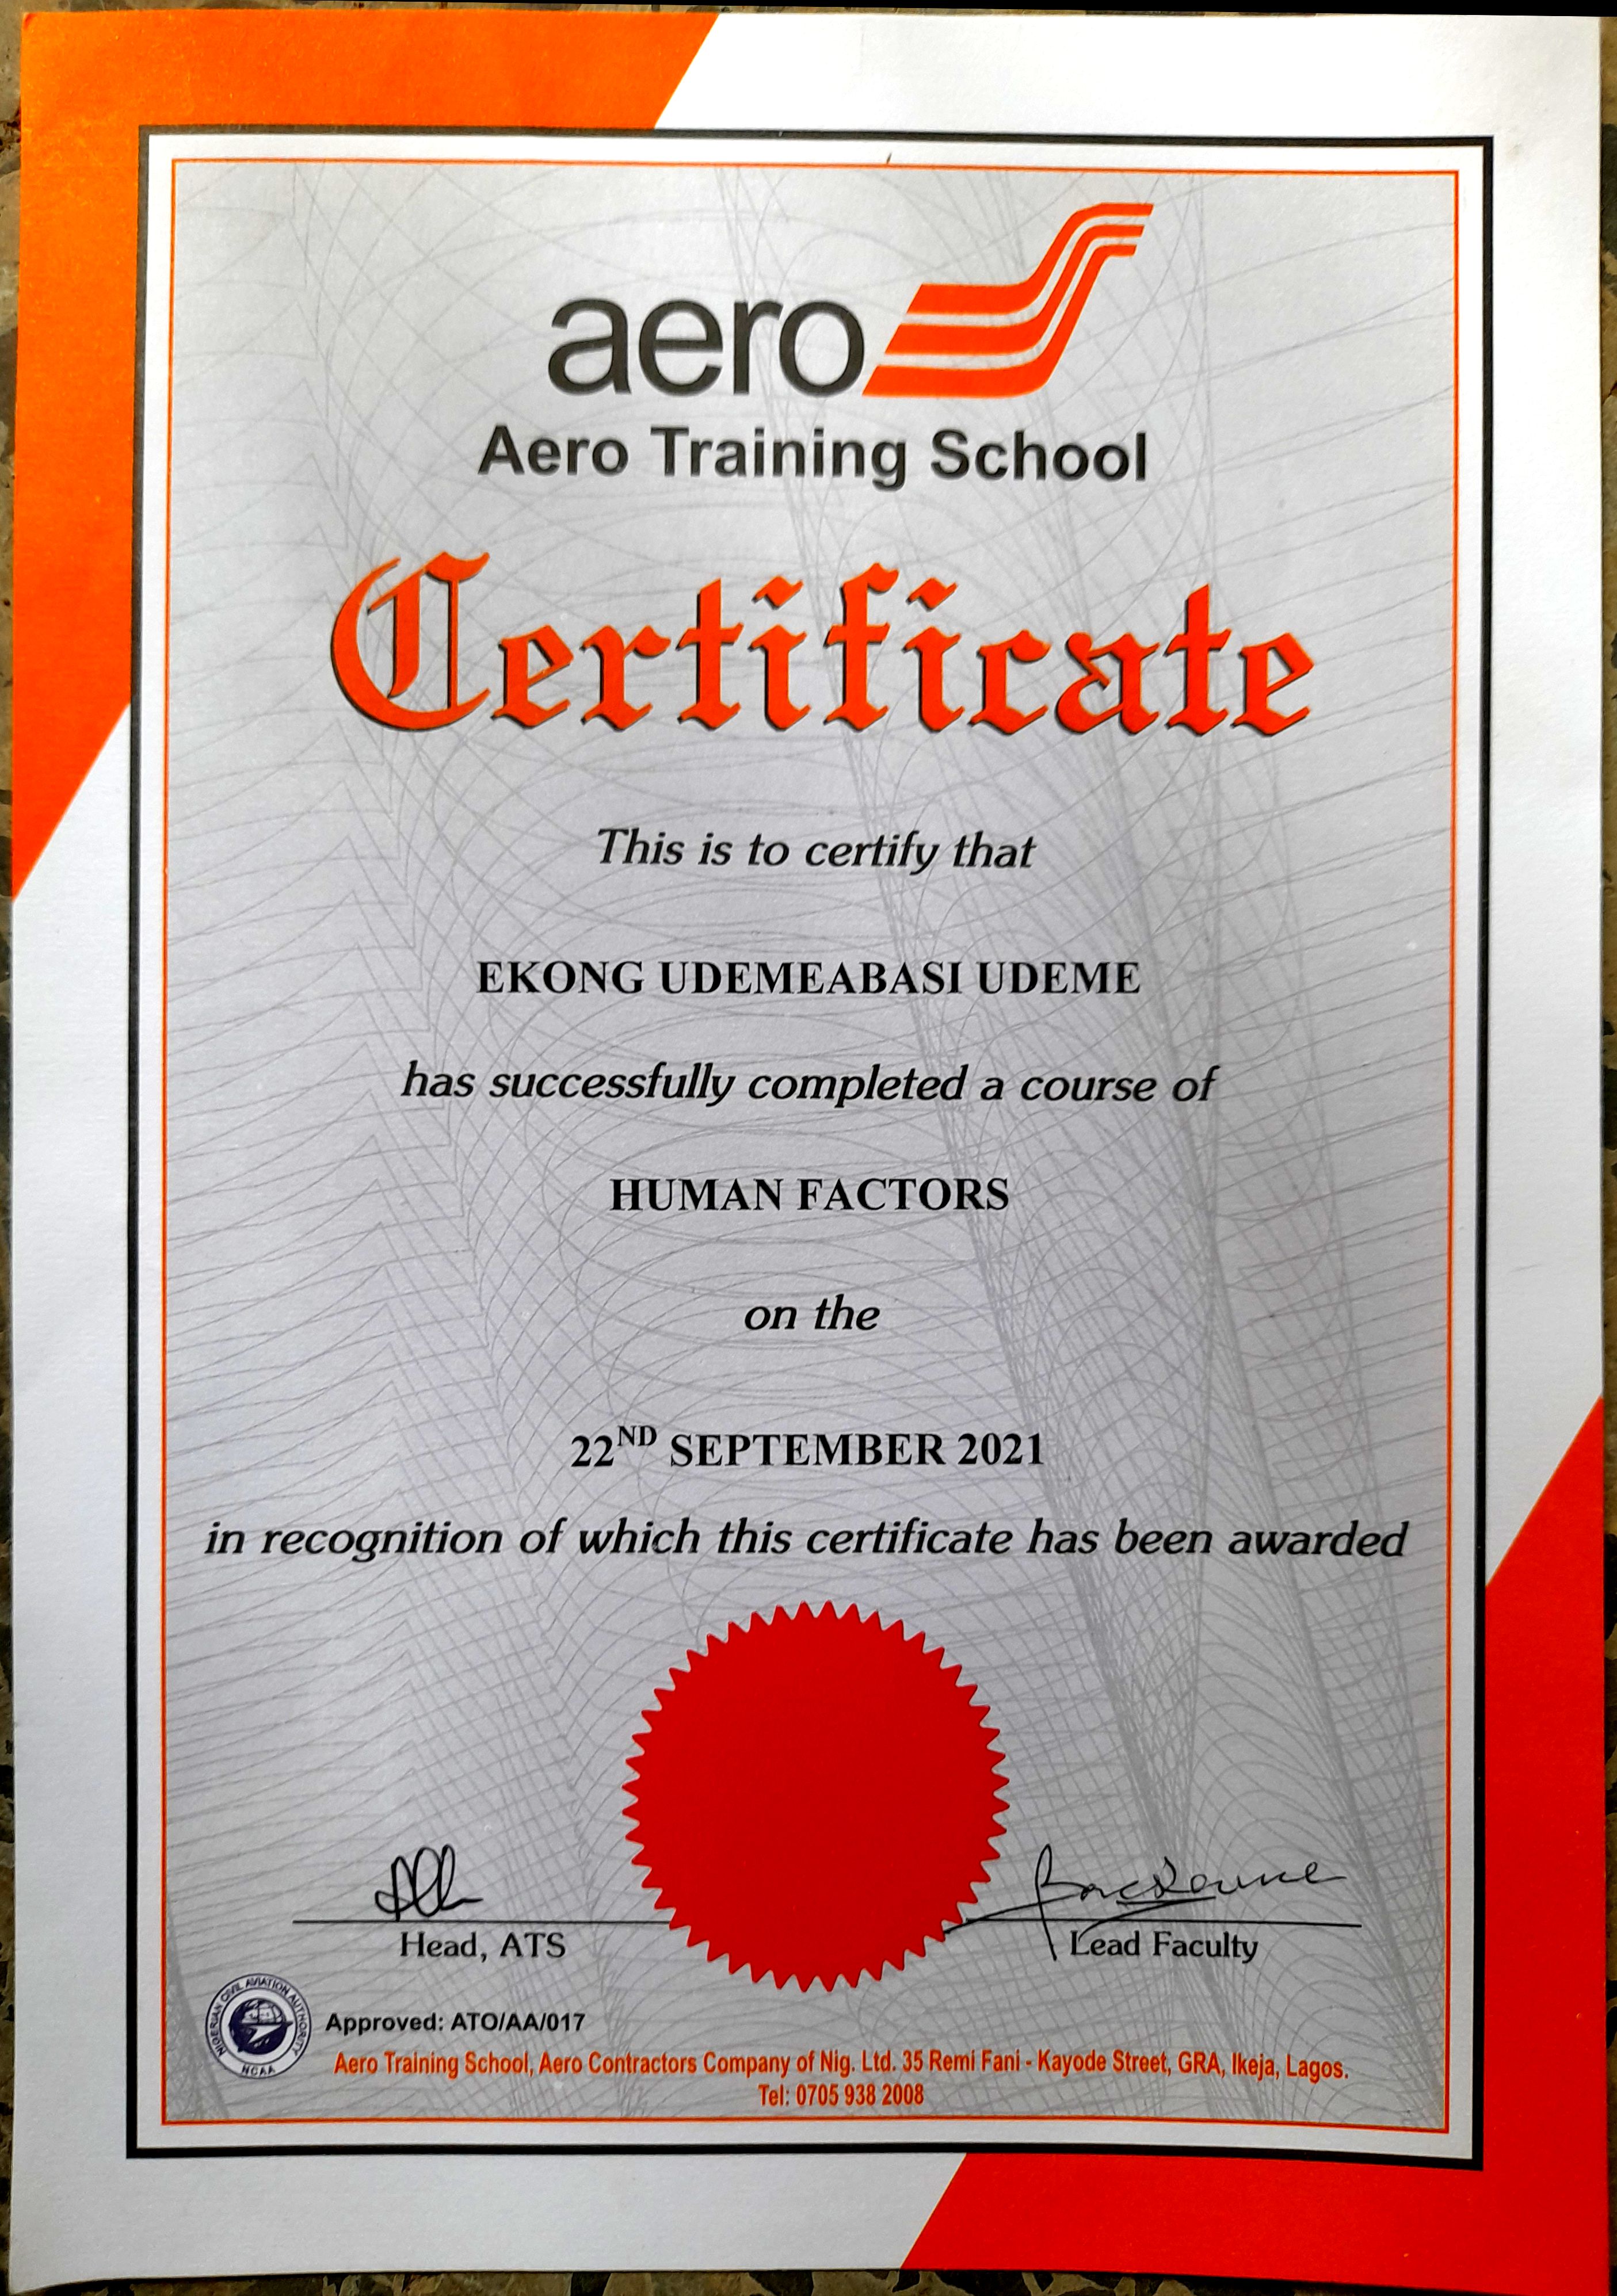 aero
Aero Training School
Certificate
This is to certify that
EKONG UDEMEABASI UDEME
has successfully completed a course of
HUMAN FACTORS
on the
22ND SEPTEMBER 2021
in recognition of which this certificate has been awarded
Head, ATS
Lead Faculty
NIGERIAN CIVIL AVIATION AUTHORITY
NCAA
Approved: ATO/AA/017
Aero Training School, Aero Contractors Company of Nig. Ltd. 35 Remi Fani - Kayode Street, GRA, Ikeja, Lagos.
Tel: 0705 938 2008